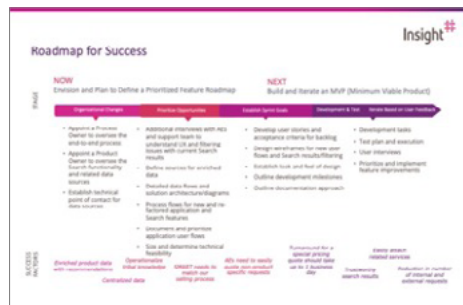 Insight
Roadmap for Success
NOW
Envision and Plan to Define a Prioritized Feature Roadmap
NEXT
Build and Iterate on MVP (Minimum Viable Product)
STAGE
Organizational Changes
Prioritize Opportunities
Establish Sprint Goals
Development & Test
Iterate Based on User Feedback
• Appoint a Process
Owner to oversee the
end-to-end process
• Appoint a Product
Owner to oversee the
Search functionality
and related data
sources
• Establish technical
point of contact for
data sources
• Additional interviews with AEs
and support team to
understand UX and filtering
issues with current Search
results
• Refine sources for enriched
data
• Detailed data flows and
solution architecture/diagrams
• Process flows for new and re-
factored application and
Search features
• Document and prioritize
application user flows
• Size and determine technical
feasibility
• Develop user stories and
acceptance criteria for backlog
• Design wireframes for new user
flows and Search results/filtering
• Establish look and feel of design
• Outline development milestones
• Outline documentation approach
• Development tasks
• Test plan and execution
• User interviews
• Prioritize and implement
feature improvements
SUCCESS
FACTORS
Enriched product data
with recommendations
Centralized data
Operationalize
tribal knowledge
SMART needs to
match our
selling process
AEs need to easily
quote non-product
specific requests
Turnaround for a
special pricing
quote should take
up to 1 business
day
Trustworthy
search results
related services
Reduction in number
of internal and
external requests